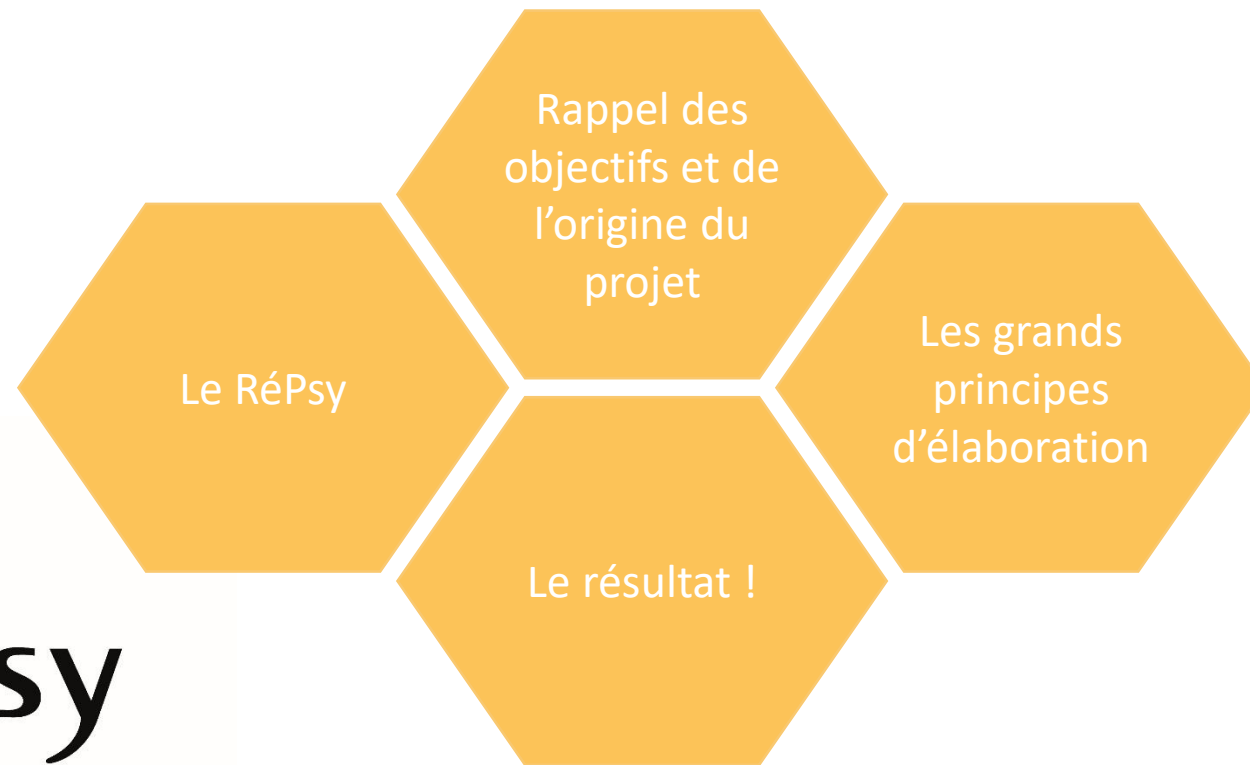 Rappel des
objectifs et de
l’origine du
projet
Le RéPsy
Les grands
principes
d’élaboration
Le résultat !
sy